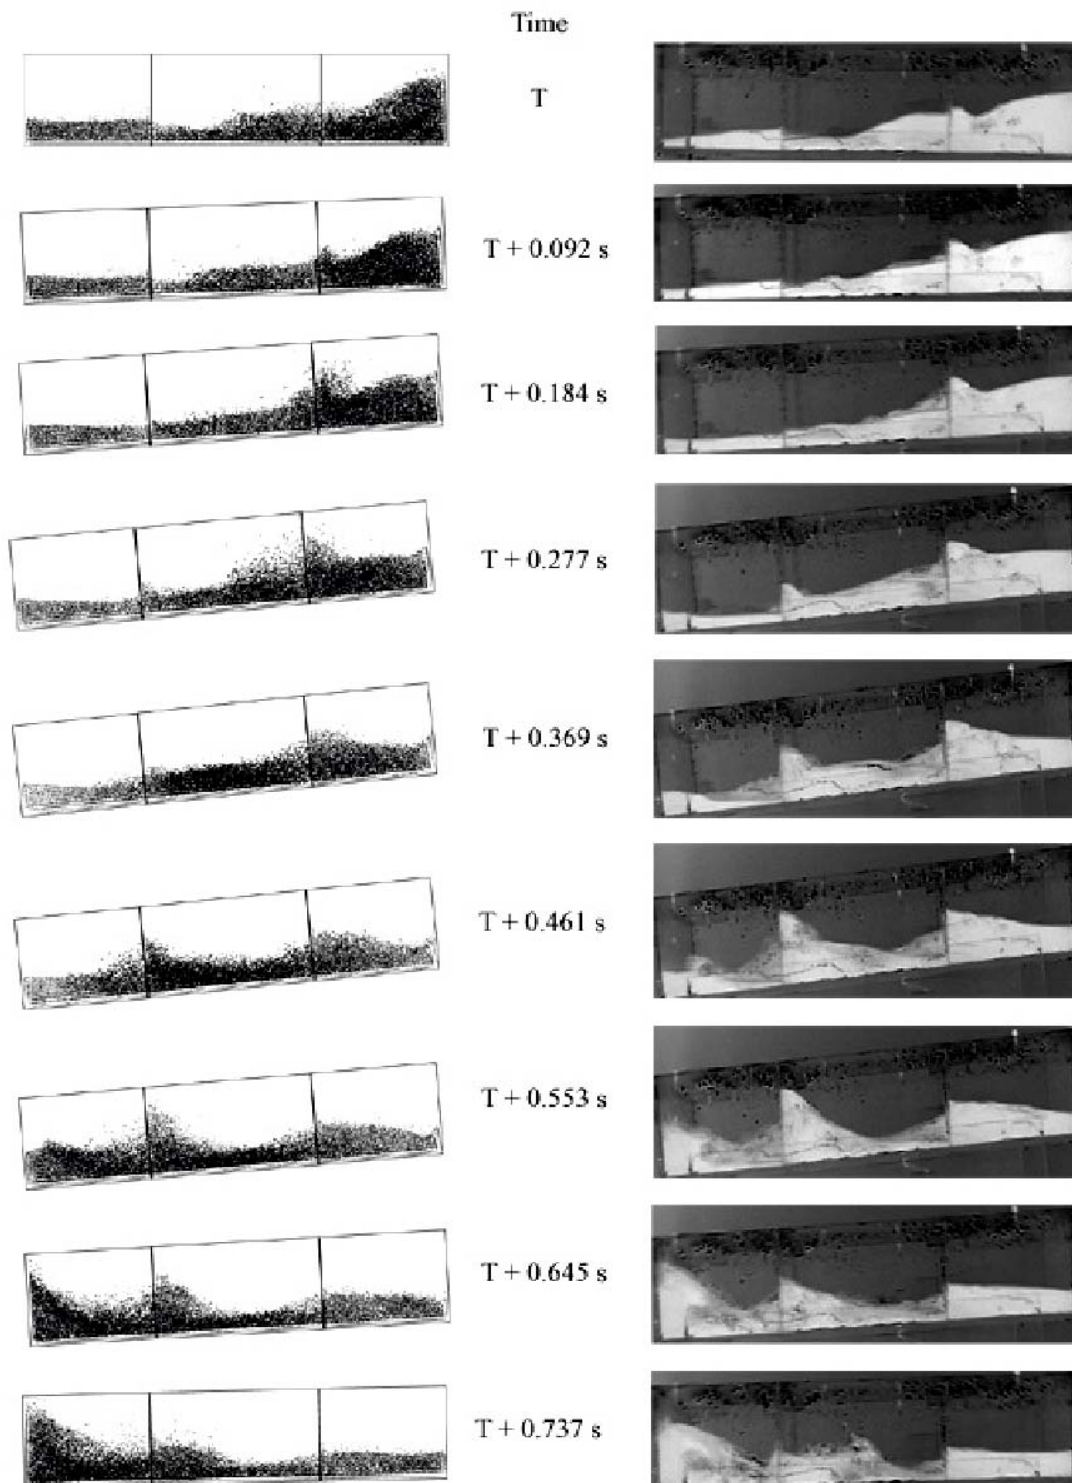 Time
T
T + 0.092 s
T + 0.184 s
T + 0.277 s
T + 0.369 s
T + 0.461 s
T + 0.553 s
T + 0.645 s
T + 0.737 s